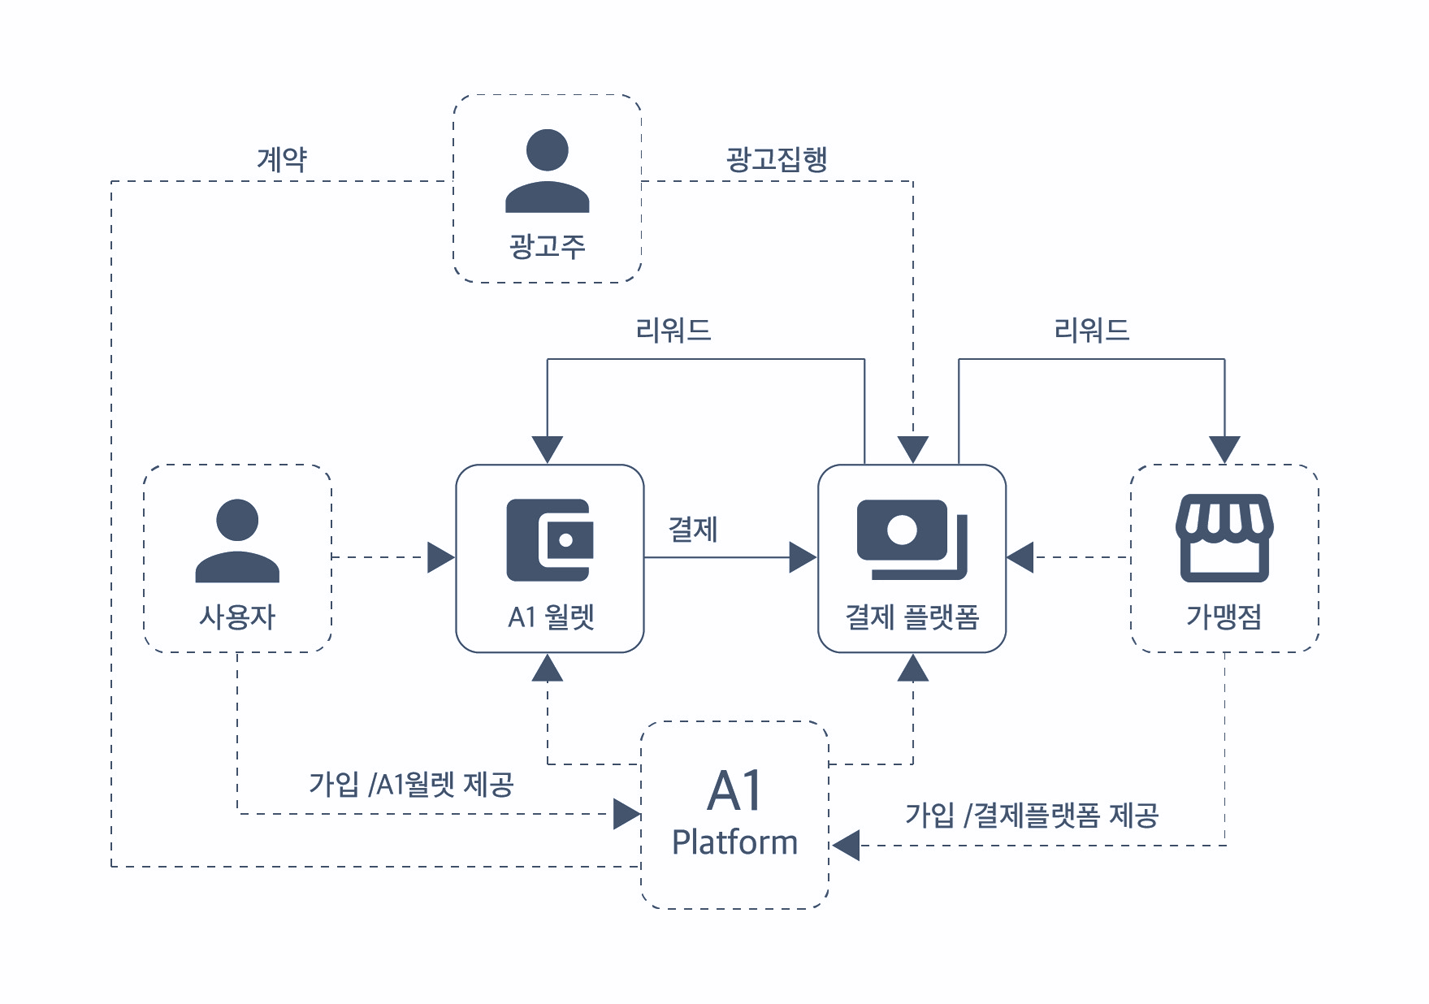 계약
광고집행
광고주
리워드
리워드
결제
사용자
A1 월렛
결제 플랫폼
가맹점
가입 /A1월렛 제공
A1
Platform
가입 /결제플랫폼 제공